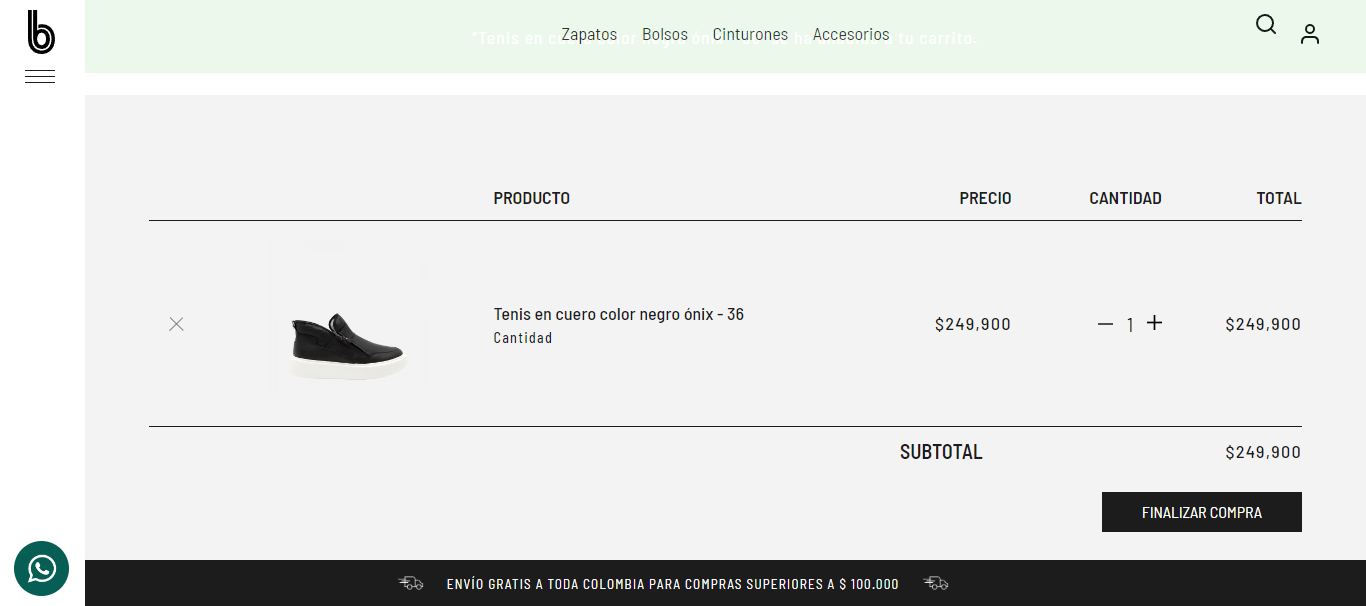 b
Zapatos Bolsos Cinturones Accesorios
"Tenis en cuero color negro ónix a tu carrito.
PRODUCTO PRECIO CANTIDAD TOTAL
Tenis en cuero color negro ónix - 36 $249,900 1 $249,900
Cantidad
SUBTOTAL $249,900
FINALIZAR COMPRA
ENVÍO GRATIS A TODA COLOMBIA PARA COMPRAS SUPERIORES A $ 100.000